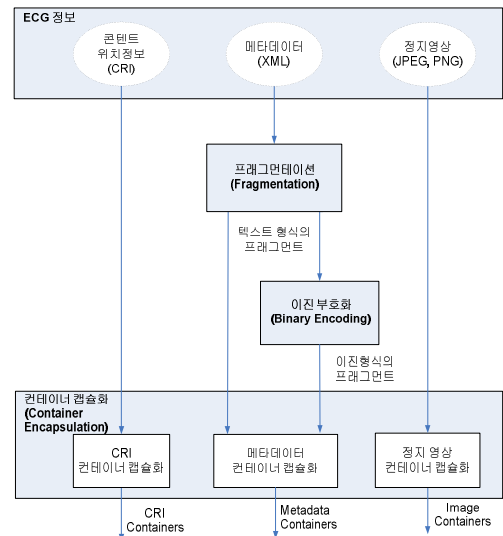 ECG 정보
콘텐트
위치정보
(CRI)
메타데이터
(XML)
정지영상
(JPEG, PNG)
프래그먼테이션
(Fragmentation)
텍스트 형식의
프래그먼트
이진 부호화
(Binary Encoding)
이진형식의
프래그먼트
컨테이너 캡슐화
(Container
Encapsulation)
CRI
컨테이너 캡슐화
메타데이터
컨테이너 캡슐화
정지 영상
컨테이너 캡슐화
CRI
Containers
Metadata
Containers
Image
Containers